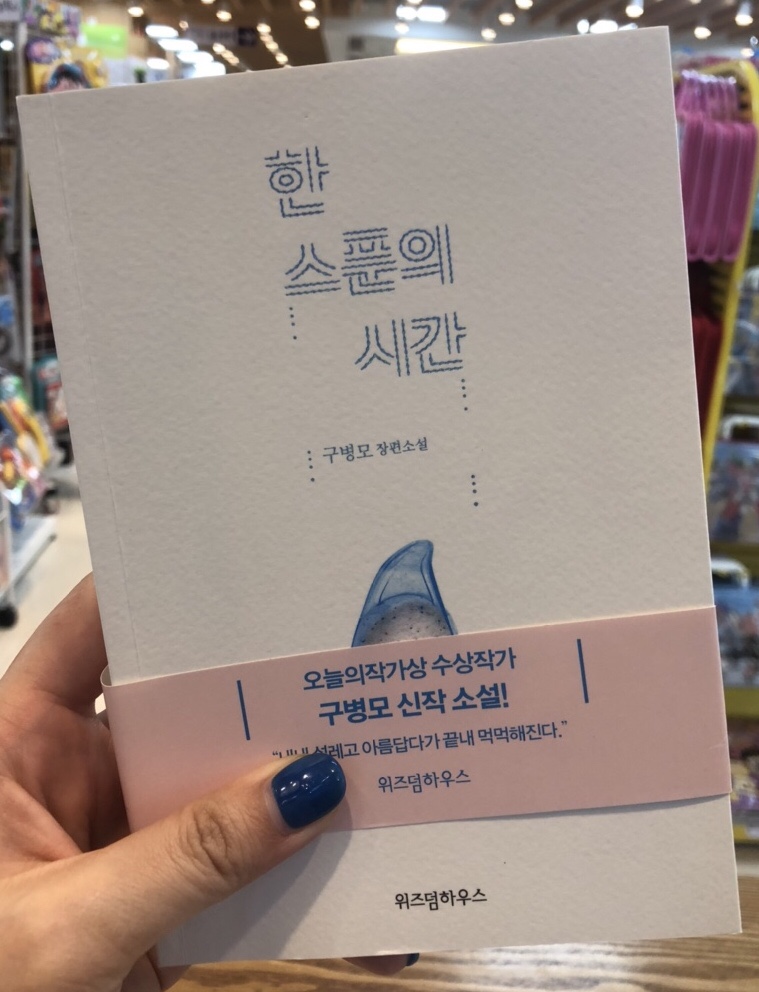 한
스푼의
시간
구병모 장편소설
오늘의작가상 수상작가
구병모 신작 소설!
설레고 아름답다가 끝내 먹먹해진다.”
위즈덤하우스
위즈덤하우스